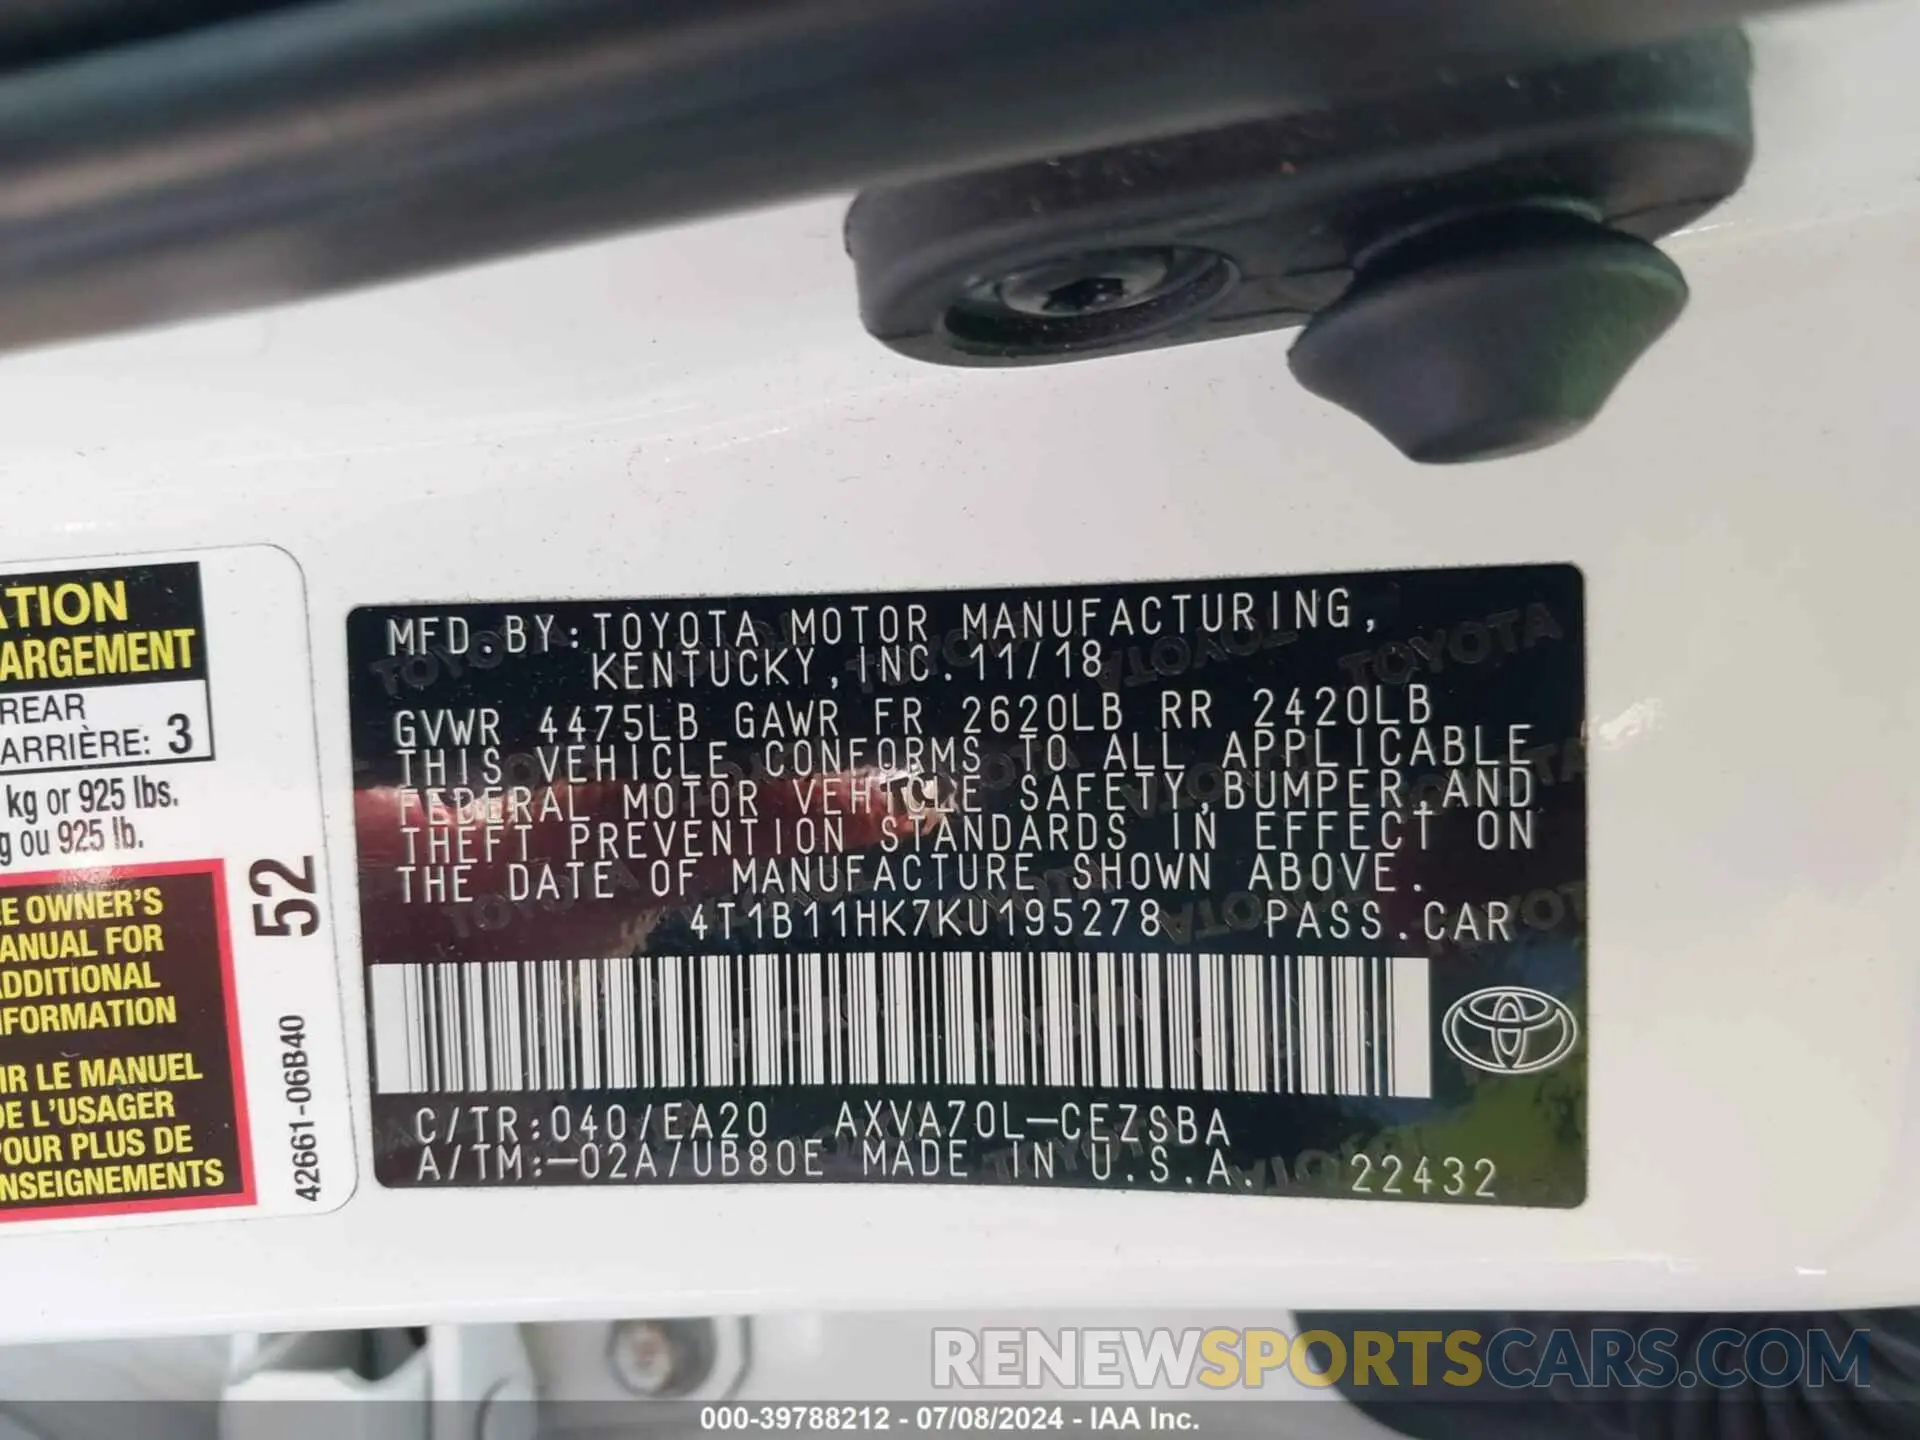 ATION
ARGEMENT
REAR
ARRIÈRE: 3
kg or 925 lbs.
g ou 925 lb.
E OWNER'S
ANUAL FOR
ADDITIONAL
NFORMATION
IR LE MANUEL
DE L'USAGER
POUR PLUS DE
NSEIGNEMENTS
52
42661-06B40
MFD.BY:TOYOTA MOTOR MANUFACTURING,
KENTUCKY,INC.11/18
GVWR 4475LB GAWR FR 2620LB RR 2420LB
THIS VEHICLE CONFORMS TO ALL APPLICABLE
FEDERAL MOTOR VEHICLE SAFETY,BUMPER,AND
THEFT PREVENTION STANDARDS IN EFFECT ON
THE DATE OF MANUFACTURE SHOWN ABOVE.
4T1B11HK7KU195278 PASS.CAR
C/TR:040/EA20 AXVA70L-CEZSBA
A/TM:-02A/UB80E MADE IN U.S.A. 22432
RENEWSPORTSCARS.COM
000-39788212 - 07/08/2024 - IAA Inc.